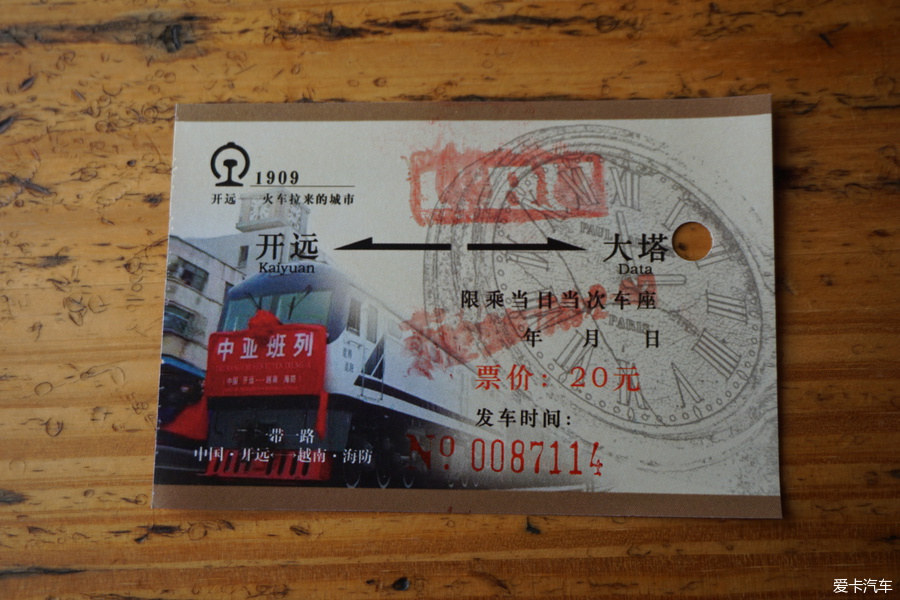 1909
开远 火车拉来的城市
开远 大塔
Kaiyuan Data
限乘当日当次车座
年 月 日
票价：20元
发车时间：
Nº 0087114
中亚班列
一带一路
中国·开远——越南·海防
XII
PAUL
PARIS
爱卡汽车